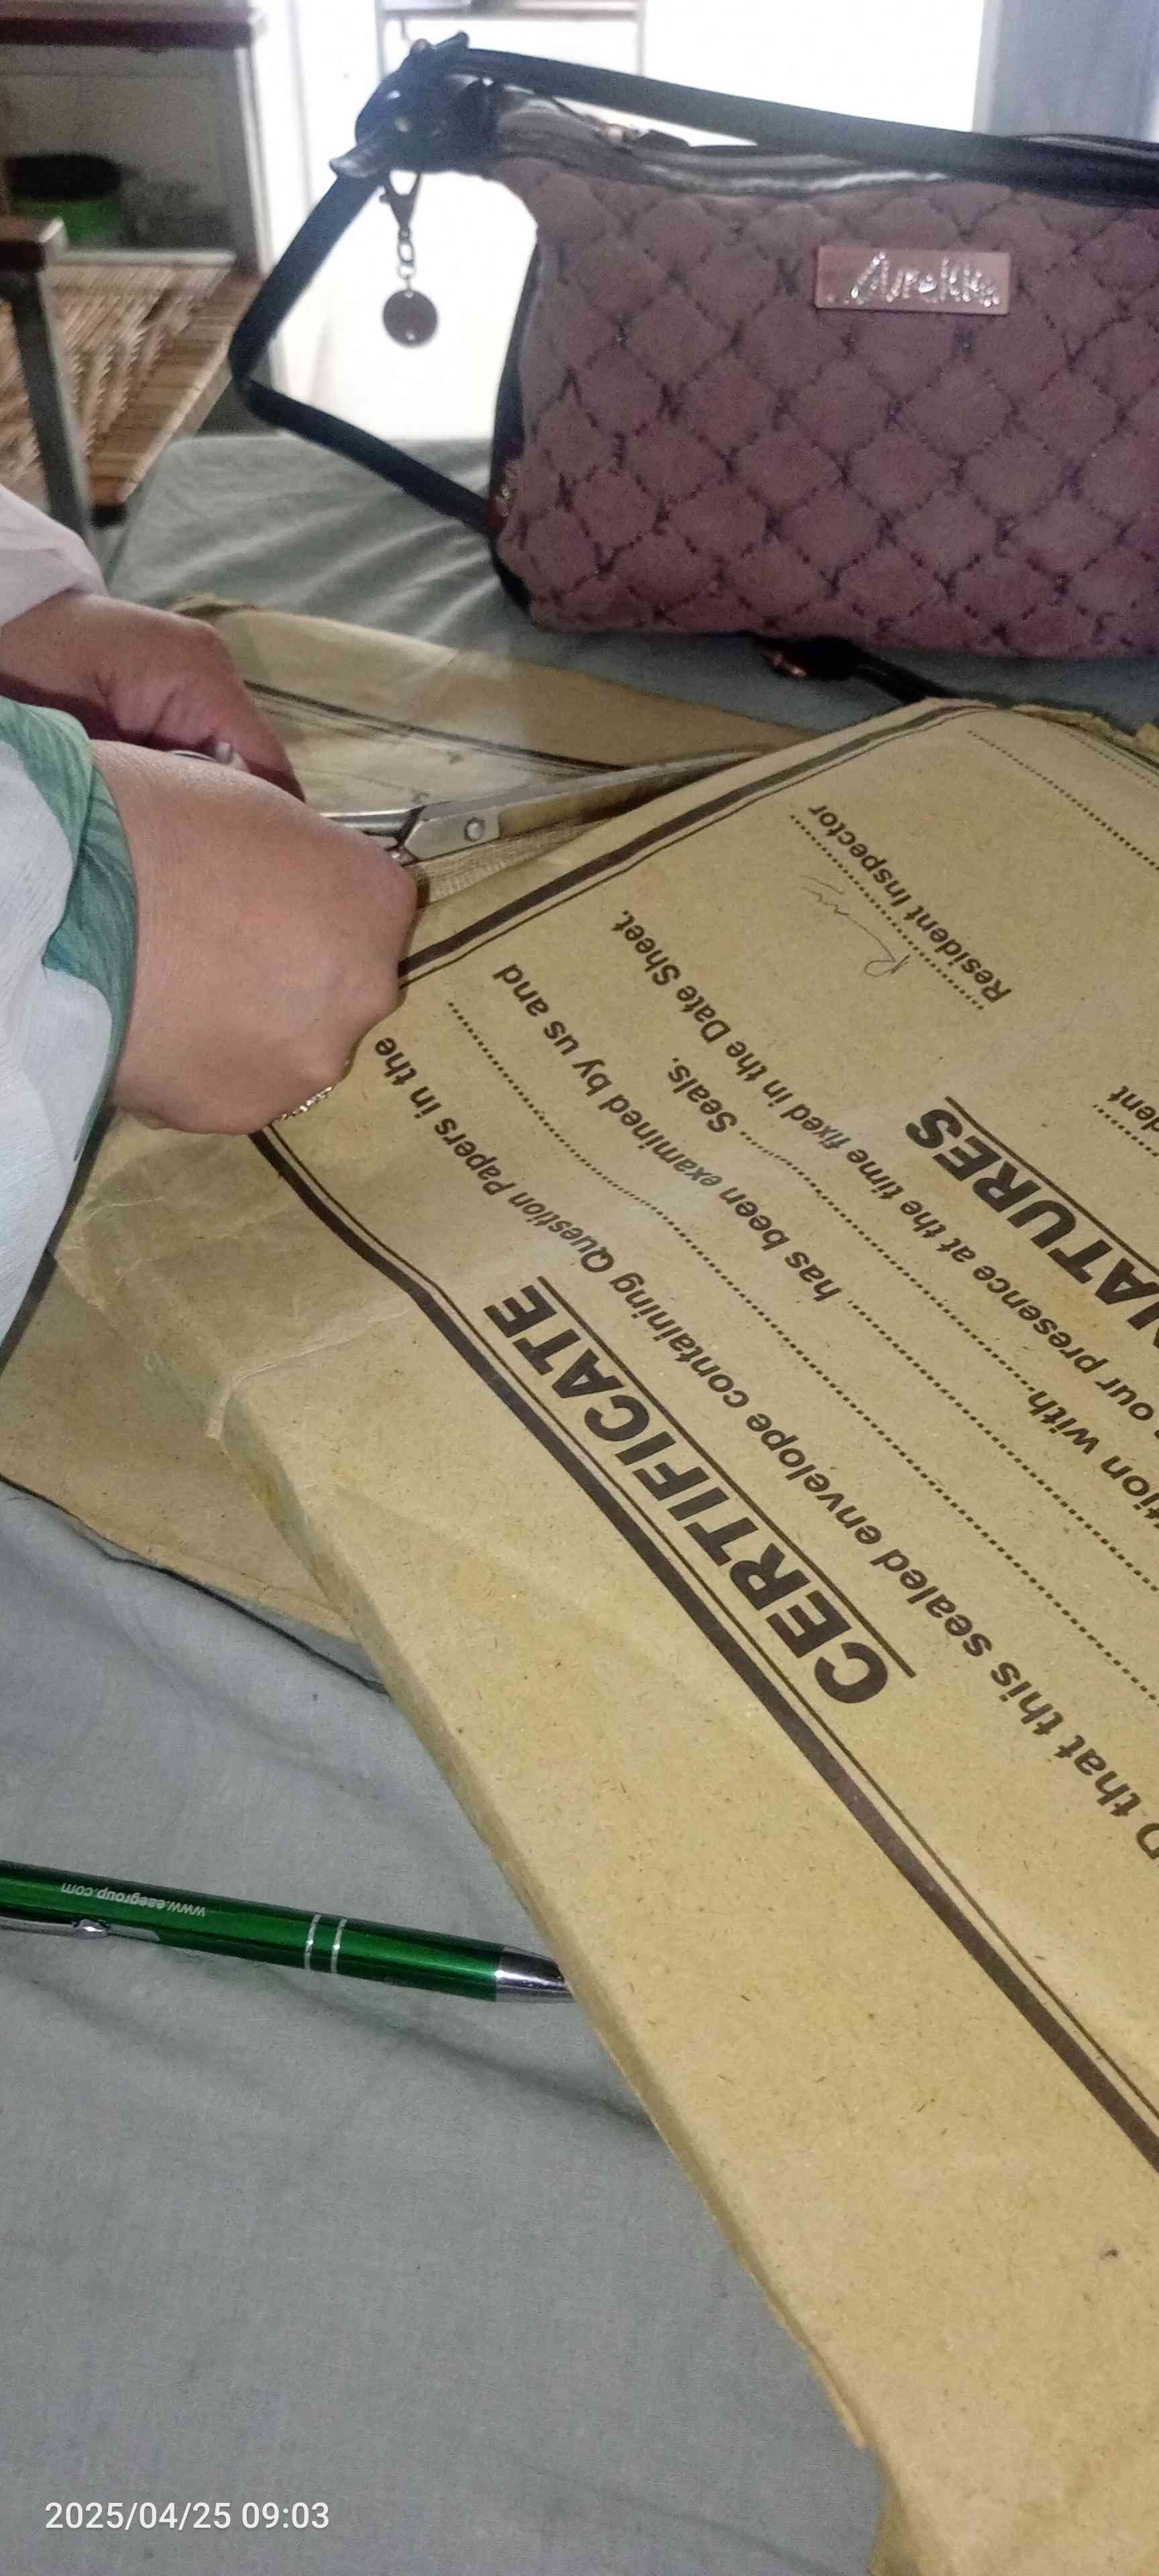 CERTIFICATE
that this sealed envelope containing Question Papers in the
has been examined by us and
tion with Seals.
our presence at the time fixed in the Date Sheet.
NATURES
Resident Inspector
dent
www.eaegroup.com
2025/04/25 09:03